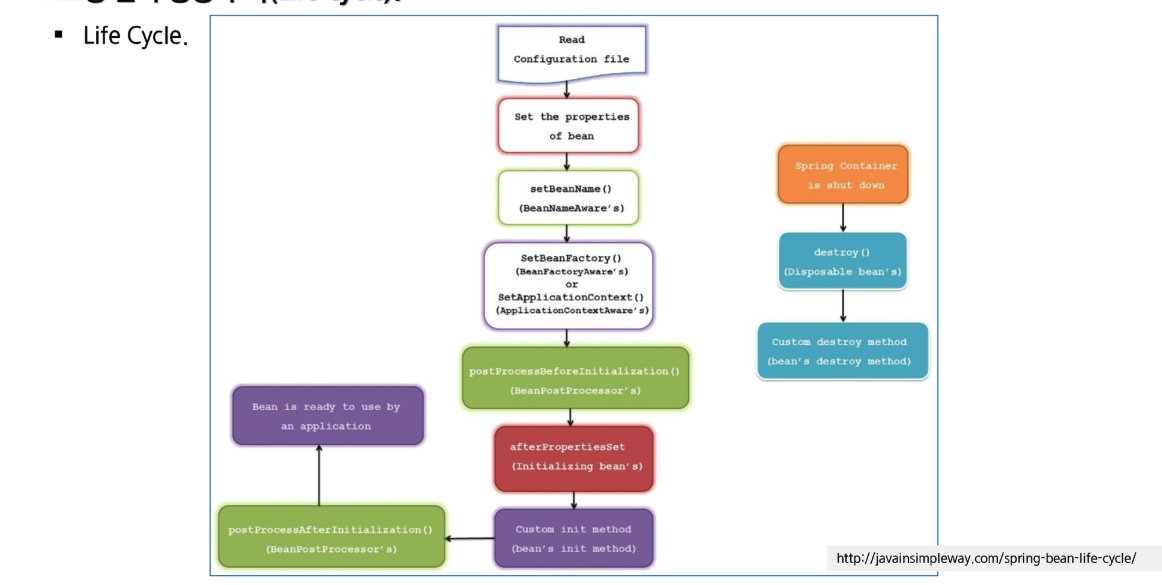 (Life Cycle).
▪ Life Cycle.
Read
Configuration file
Set the properties
of bean
setBeanName()
(BeanNameAware's)
SetBeanFactory()
(BeanFactoryAware's)
or
SetApplicationContext()
(ApplicationContextAware's)
postProcessBeforeInitialization()
(BeanPostProcessor's)
afterPropertiesSet
(Initializing bean's)
Custom init method
(bean's init method)
postProcessAfterInitialization()
(BeanPostProcessor's)
Bean is ready to use by
an application
Spring Container
is shut down
destroy()
(Disposable bean's)
Custom destroy method
(bean's destroy method)
http://javainsimpleway.com/spring-bean-life-cycle/